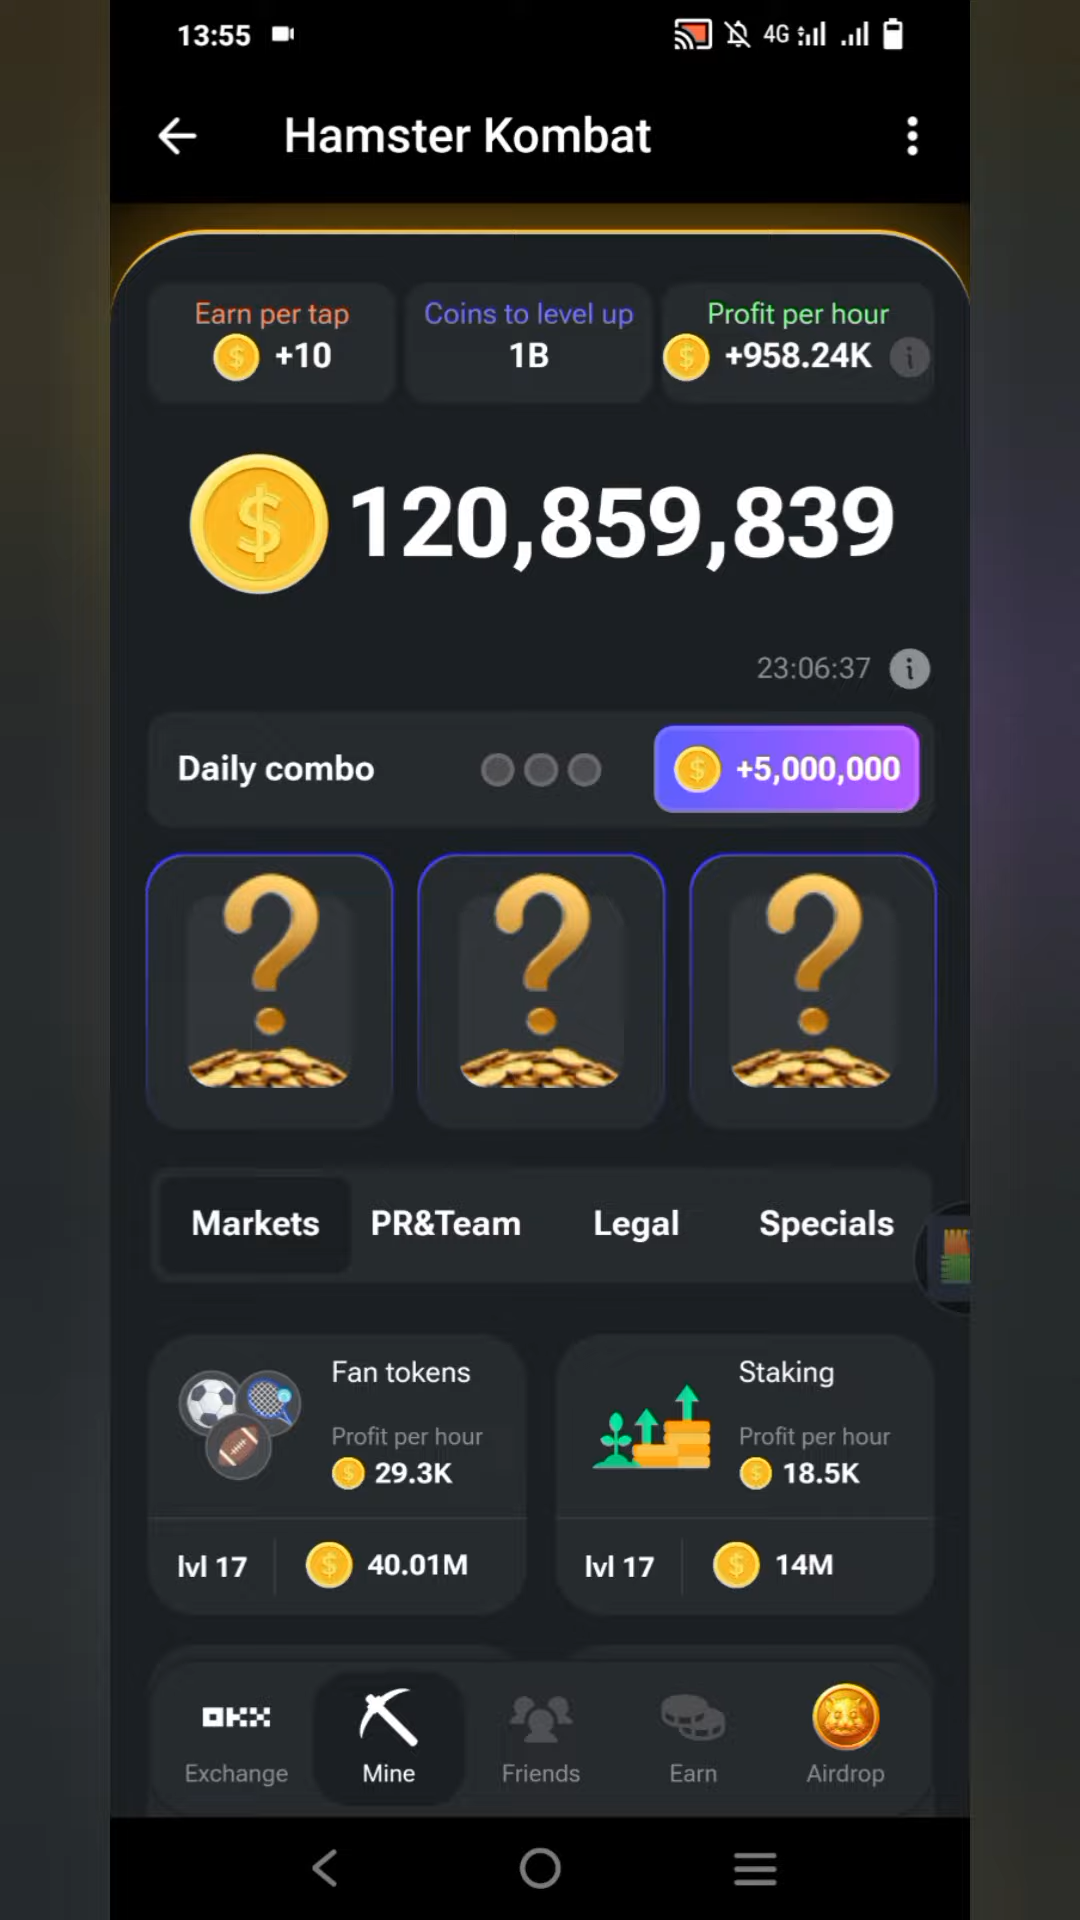 13:55
4G
Hamster Kombat
Earn per tap
+10
Coins to level up
1B
Profit per hour
+958.24K
120,859,839
23:06:37
Daily combo
+5,000,000
Markets
PR&Team
Legal
Specials
Fan tokens
Profit per hour
29.3K
lvl 17
40.01M
Staking
Profit per hour
18.5K
lvl 17
14M
OKX
Exchange
Mine
Friends
Earn
Airdrop